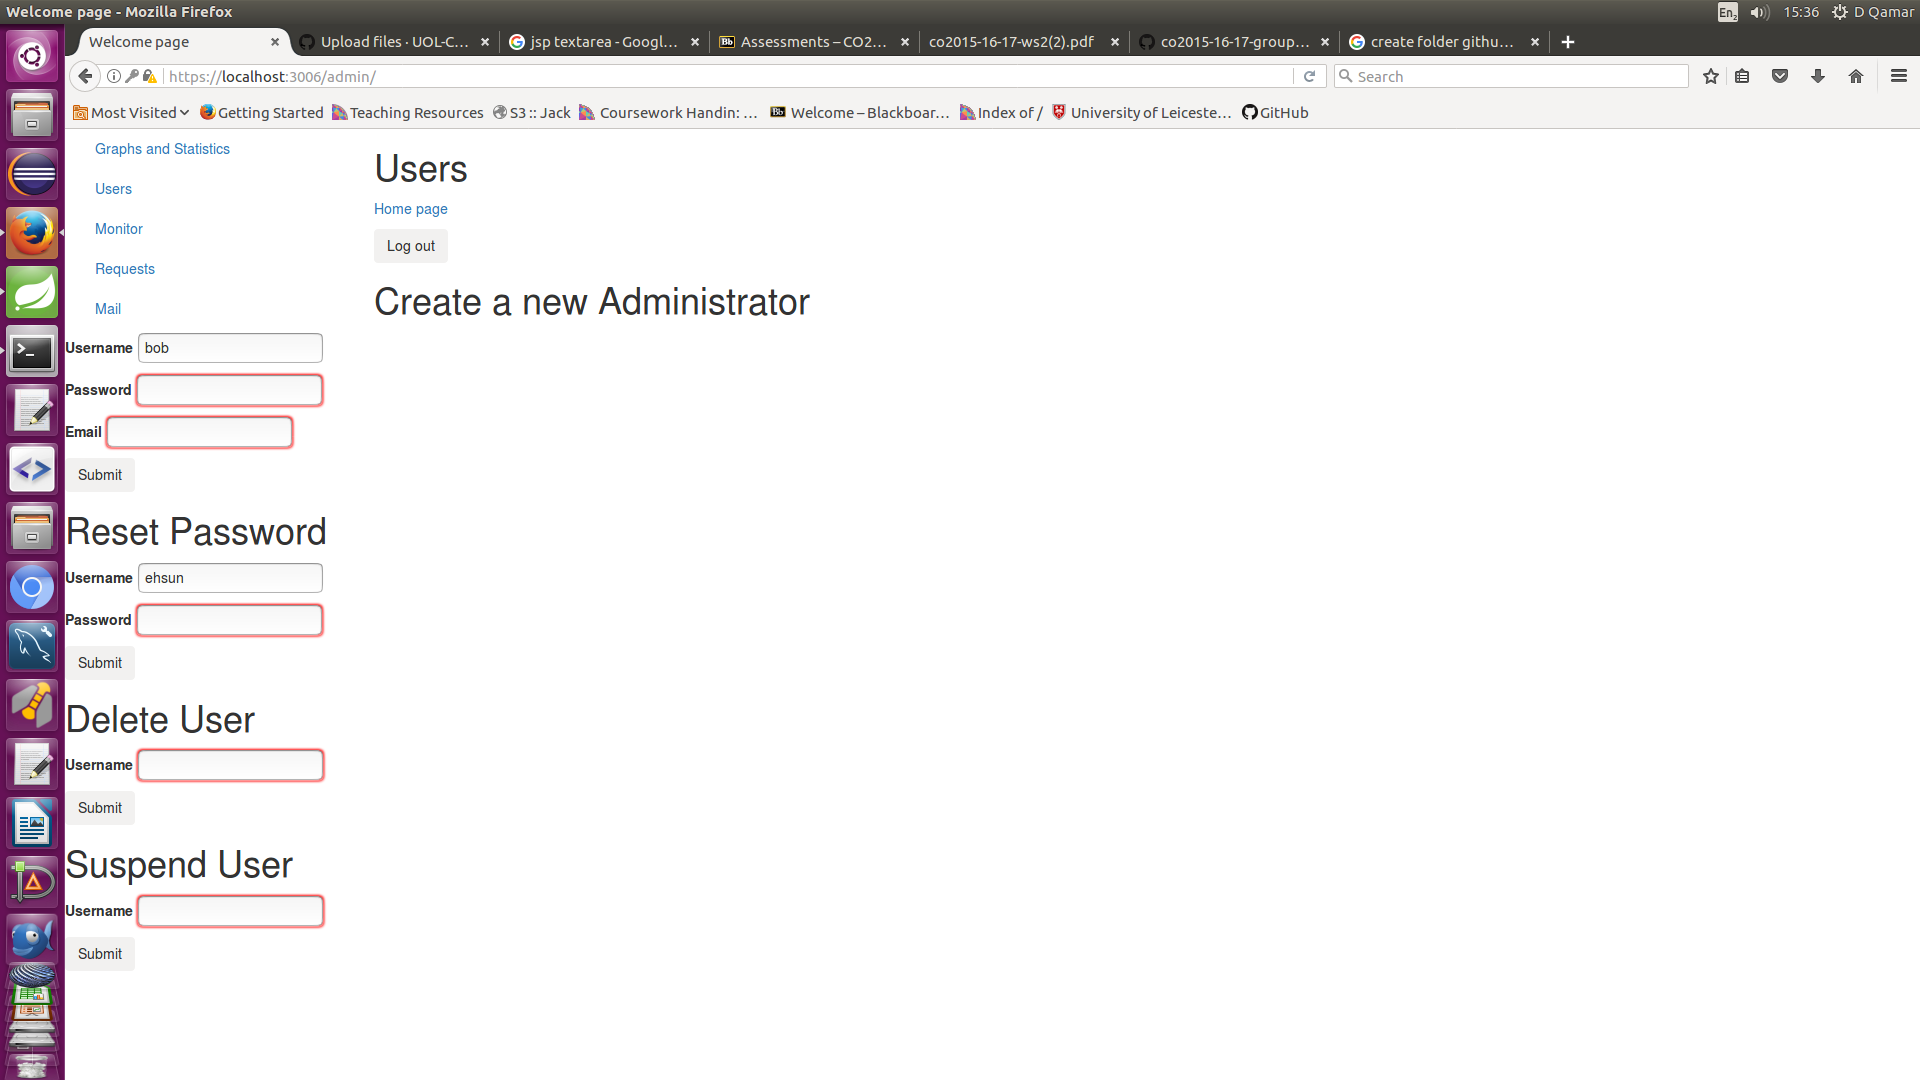 Welcome page - Mozilla Firefox
En2 15:36 D Qamar
Welcome page Upload files · UOL-C... jsp textarea - Googl... Assessments – CO2... co2015-16-17-ws2(2).pdf co2015-16-17-group... create folder githu...
https://localhost:3006/admin/ Search
Most Visited Getting Started Teaching Resources S3 :: Jack Coursework Handin: ... Bb Welcome – Blackboar... Index of / University of Leiceste... GitHub
Graphs and Statistics
Users
Monitor
Requests
Mail
Users
Home page
Log out
Create a new Administrator
Username bob
Password
Email
Submit
Reset Password
Username ehsun
Password
Submit
Delete User
Username
Submit
Suspend User
Username
Submit